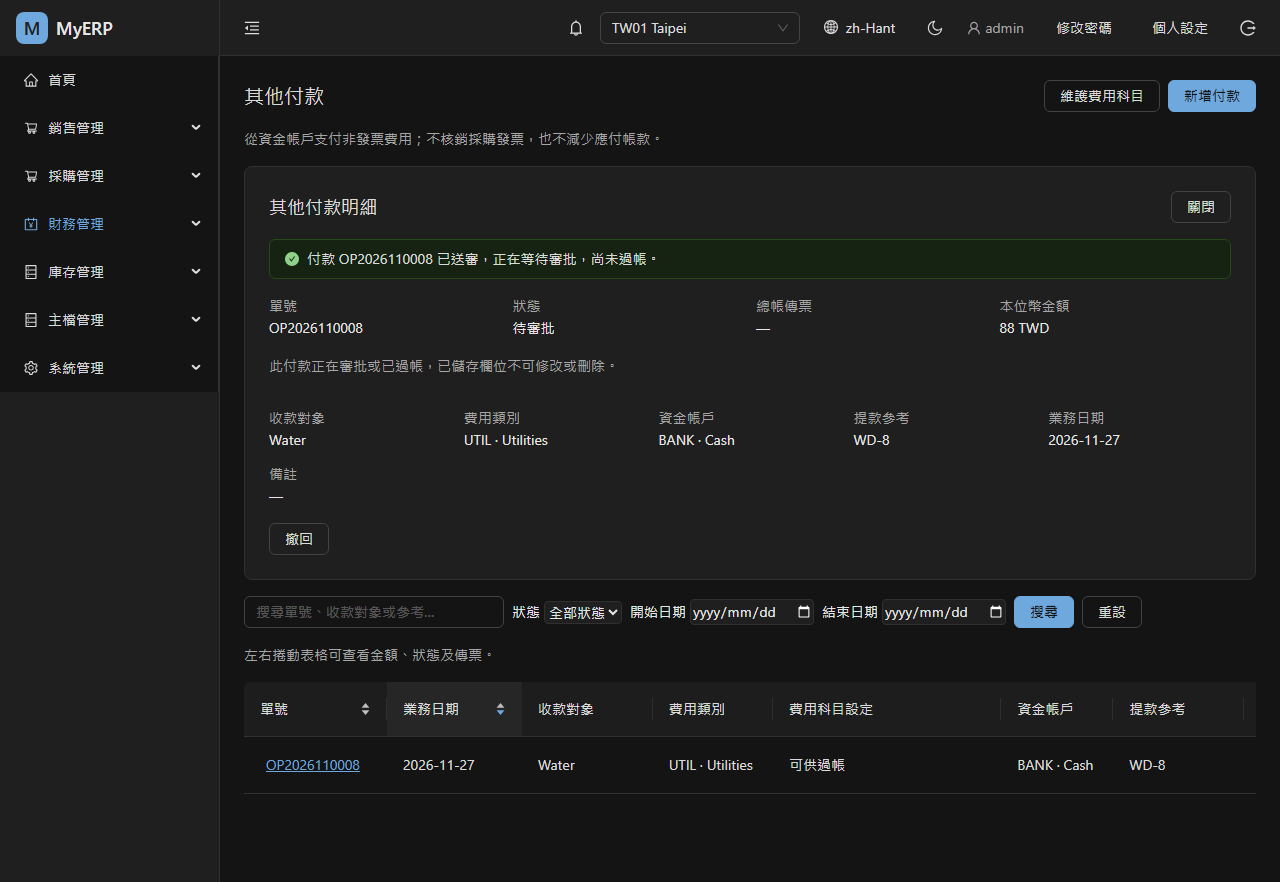 M MyERP
TW01 Taipei
zh-Hant
admin
修改密碼
個人設定
首頁
銷售管理
採購管理
財務管理
庫存管理
主檔管理
系統管理
其他付款
維護費用科目
新增付款
從資金帳戶支付非發票費用；不核銷採購發票，也不減少應付帳款。
其他付款明細
關閉
付款 OP2026110008 已送審，正在等待審批，尚未過帳。
單號 狀態 總帳傳票 本位幣金額
OP2026110008 待審批 — 88 TWD
此付款正在審批或已過帳，已儲存欄位不可修改或刪除。
收款對象 費用類別 資金帳戶 提款參考 業務日期
Water UTIL · Utilities BANK · Cash WD-8 2026-11-27
備註
—
撤回
搜尋單號、收款對象或參考... 狀態 全部狀態 開始日期 yyyy/mm/dd 結束日期 yyyy/mm/dd 搜尋 重設
左右捲動表格可查看金額、狀態及傳票。
單號 業務日期 收款對象 費用類別 費用科目設定 資金帳戶 提款參考
OP2026110008 2026-11-27 Water UTIL · Utilities 可供過帳 BANK · Cash WD-8